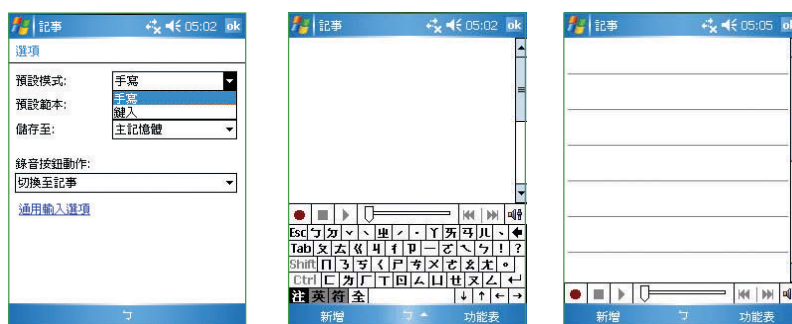 記事 05:02 ok
選項
預設模式: 手寫
手寫
鍵入
預設範本:
儲存至: 主記憶體
錄音按鈕動作:
切換至記事
通用輸入選項
ㄅ
記事 05:02 ok
Esc ㄅ ㄉ ˇ ˋ ㄓ ˊ ˙ ㄚ ㄞ ㄢ ㄦ
Tab ㄆ ㄊ ㄍ ㄐ ㄔ ㄗ ㄧ ㄛ ㄟ ㄣ ! ?
Shift ㄇ ㄋ ㄎ ㄑ ㄕ ㄘ ㄨ ㄜ ㄠ ㄤ 。
Ctrl ㄈ ㄌ ㄏ ㄒ ㄖ ㄙ ㄩ ㄝ ㄡ ㄥ ↵
注 英 符 全 ↓ ↑ ← →
新增 ㄅ 功能表
記事 05:05
新增 ㄅ 功能表